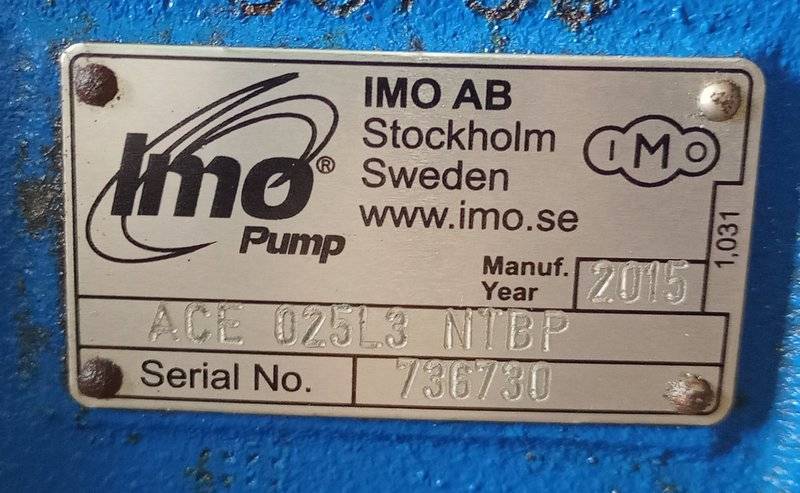 Imo®
Pump
IMO AB
Stockholm
Sweden
www.imo.se
IMO
1,031
Manuf.
Year
2015
ACE 025L3 NTBP
Serial No.
736730